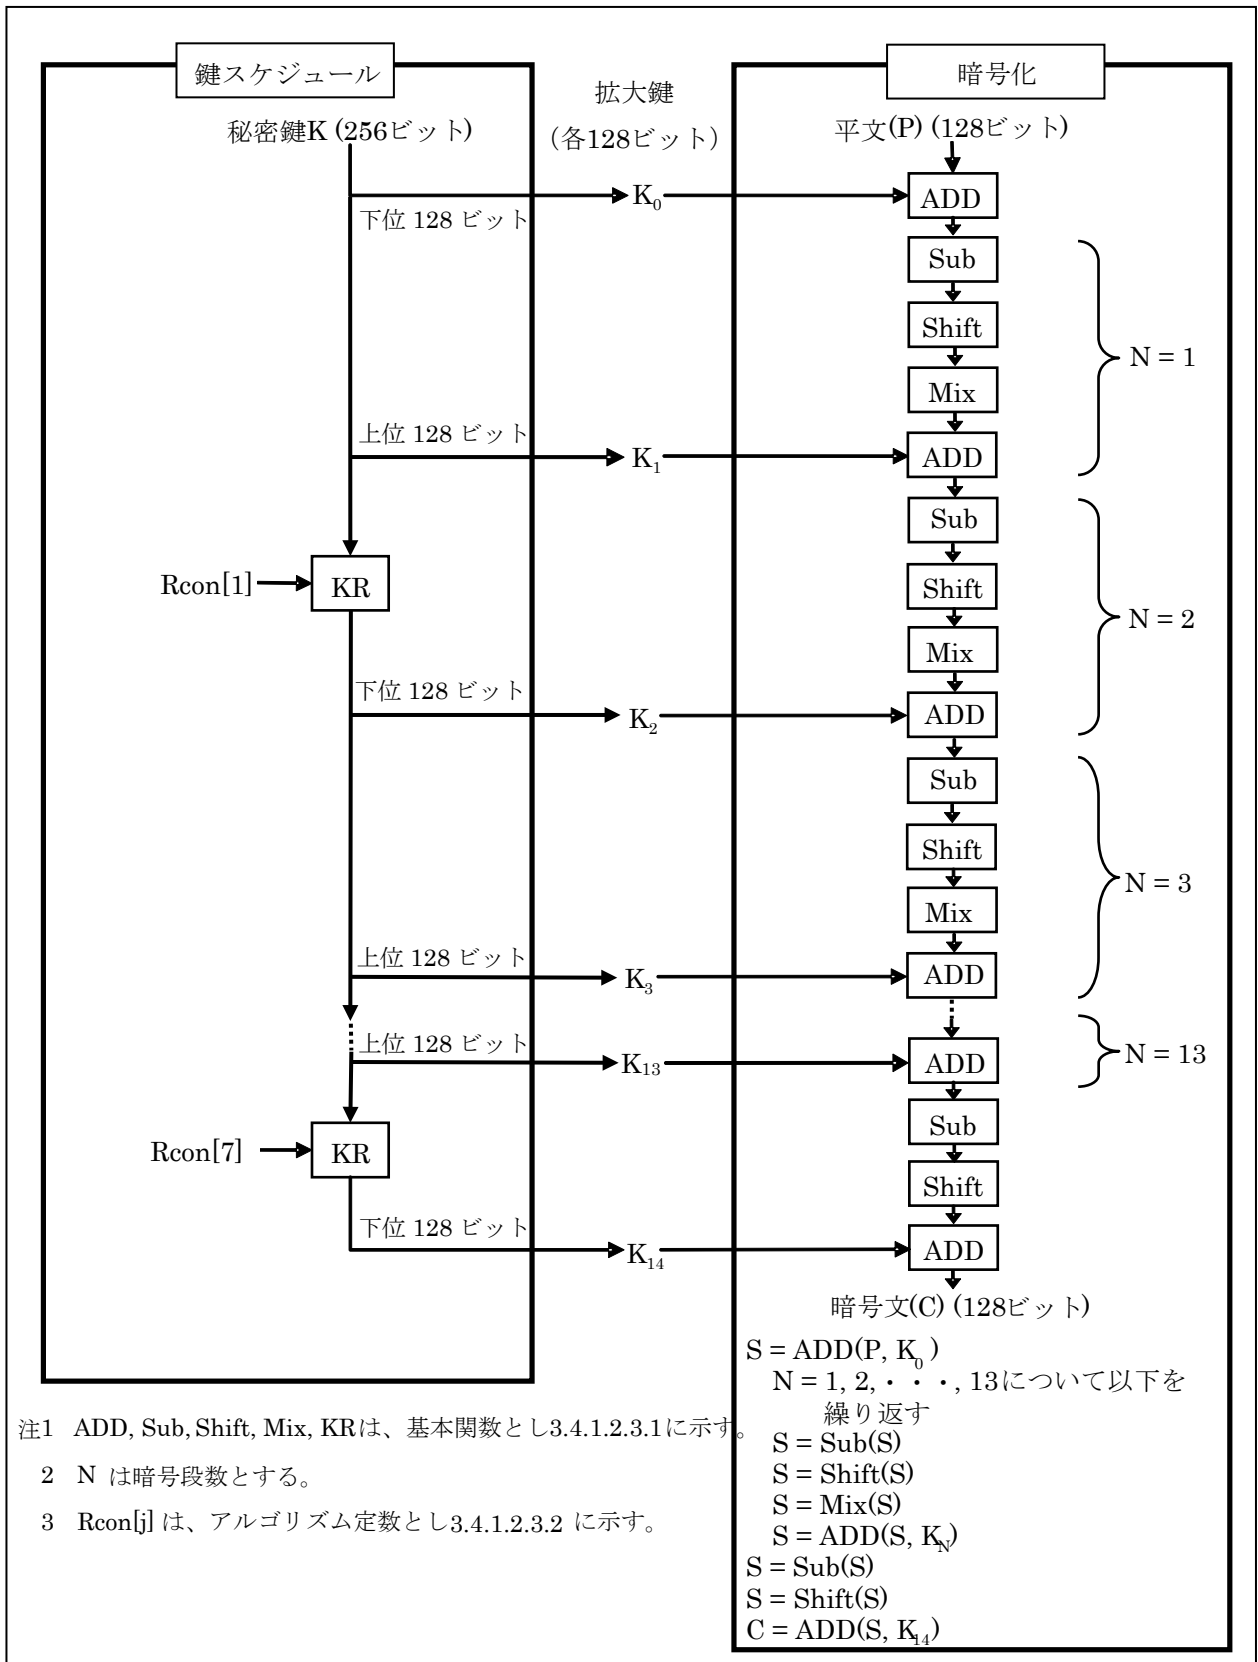 鍵スケジュール
秘密鍵K (256ビット)
拡大鍵
(各128ビット)
暗号化
平文(P) (128ビット)
下位 128 ビット
K0
ADD
Sub
Shift
Mix
N = 1
上位 128 ビット
K1
ADD
Rcon[1]
KR
Sub
Shift
Mix
N = 2
下位 128 ビット
K2
ADD
Sub
Shift
Mix
N = 3
上位 128 ビット
K3
ADD
上位 128 ビット
K13
ADD
N = 13
Rcon[7]
KR
Sub
Shift
下位 128 ビット
K14
ADD
暗号文(C) (128ビット)
S = ADD(P, K0)
N = 1, 2,・・・, 13について以下を
繰り返す
S = Sub(S)
S = Shift(S)
S = Mix(S)
S = ADD(S, KN)
S = Sub(S)
S = Shift(S)
C = ADD(S, K14)
注1 ADD, Sub, Shift, Mix, KRは、基本関数とし3.4.1.2.3.1に示す。
2 N は暗号段数とする。
3 Rcon[j] は、アルゴリズム定数とし3.4.1.2.3.2 に示す。